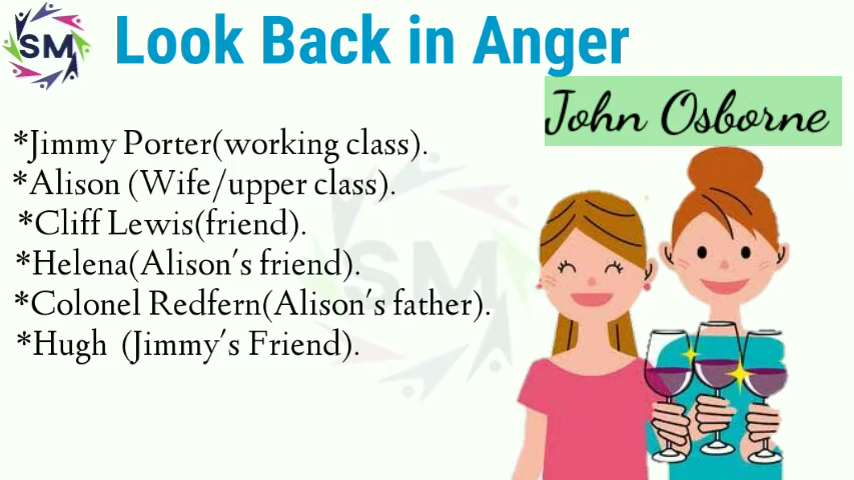 SM
Look Back in Anger
John Osborne
*Jimmy Porter(working class).
*Alison (Wife/upper class).
*Cliff Lewis(friend).
*Helena(Alison's friend).
*Colonel Redfern(Alison's father).
*Hugh (Jimmy's Friend).
SM